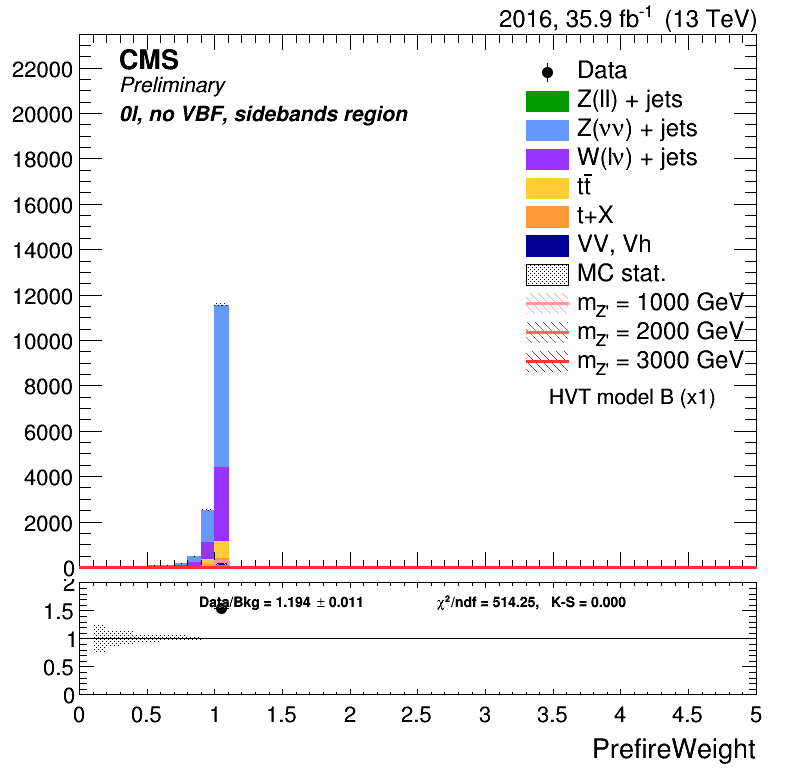 2016, 35.9 fb⁻¹ (13 TeV)
CMS
Preliminary
0l, no VBF, sidebands region
Data
Z(ll) + jets
Z(νν) + jets
W(lν) + jets
tt̄
t+X
VV, Vh
MC stat.
m_Z' = 1000 GeV
m_Z' = 2000 GeV
m_Z' = 3000 GeV
HVT model B (x1)
22000
20000
18000
16000
14000
12000
10000
8000
6000
4000
2000
0
Data/Bkg = 1.194 ± 0.011 χ²/ndf = 514.25, K-S = 0.000
2
1.5
1
0.5
0
0 0.5 1 1.5 2 2.5 3 3.5 4 4.5 5
PrefireWeight